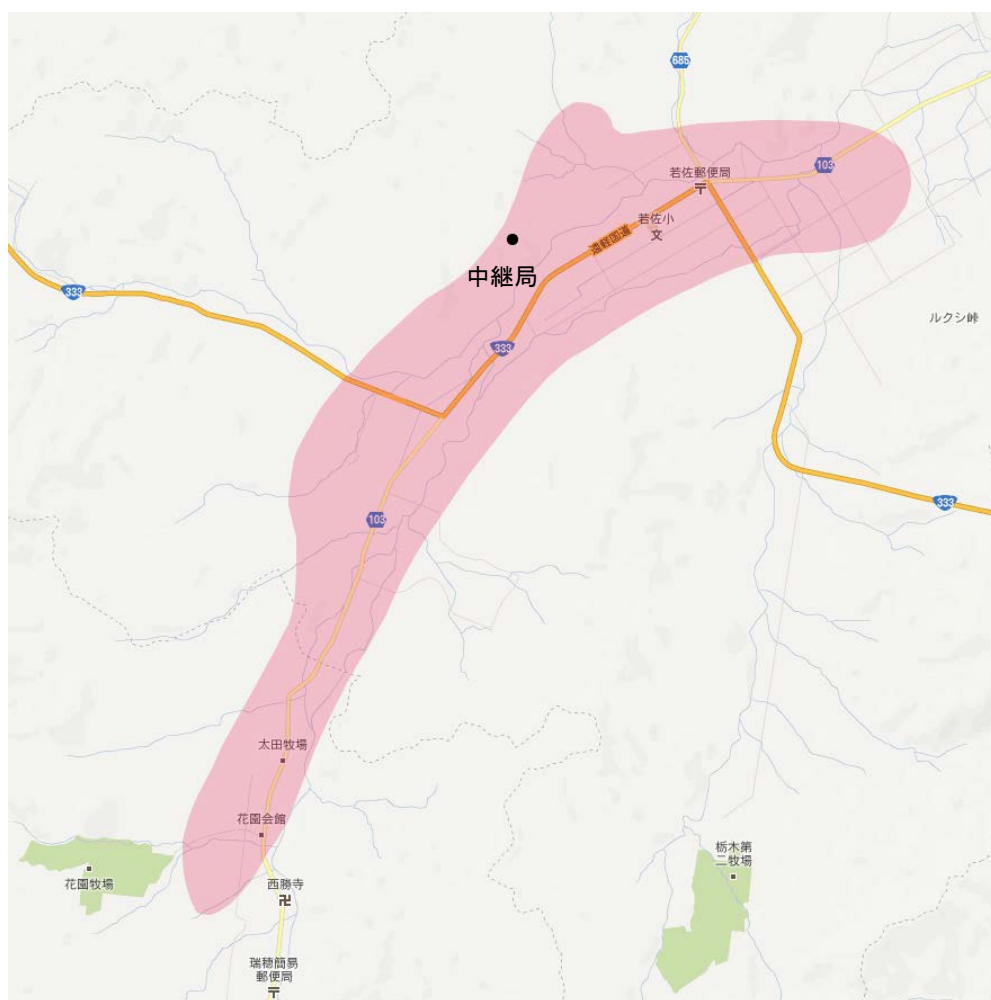 685
103
若佐郵便局
若佐小
文
遠軽国道
中継局
333
ルクシ峠
333
333
103
太田牧場
花園会館
栃木第
二牧場
花園牧場
西勝寺
卍
瑞穂簡易
郵便局
〒